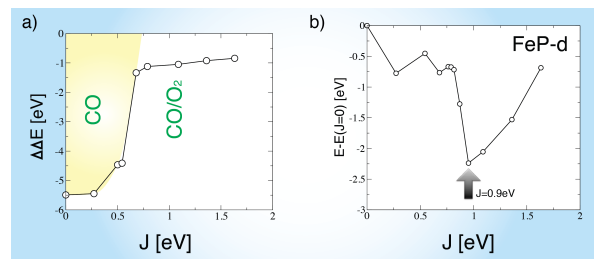 a)
0
-1
-2
-3
-4
-5
-6
ΔΔE [eV]
CO
CO/O2
0
0.5
1
1.5
2
J [eV]
b)
FeP-d
0
-0.5
-1
-1.5
-2
-2.5
-3
E-E(J=0) [eV]
J=0.9eV
0
0.5
1
1.5
2
J [eV]